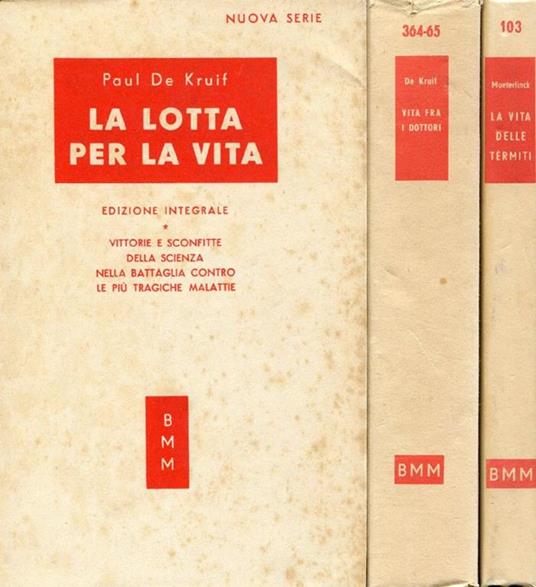 NUOVA SERIE
Paul De Kruif
LA LOTTA
PER LA VITA
EDIZIONE INTEGRALE
*
VITTORIE E SCONFITTE
DELLA SCIENZA
NELLA BATTAGLIA CONTRO
LE PIÙ TRAGICHE MALATTIE
B
M
M
364-65
De Kruif
VITA FRA
I DOTTORI
BMM
103
Maeterlinck
LA VITA
DELLE
TÈRMITI
BMM